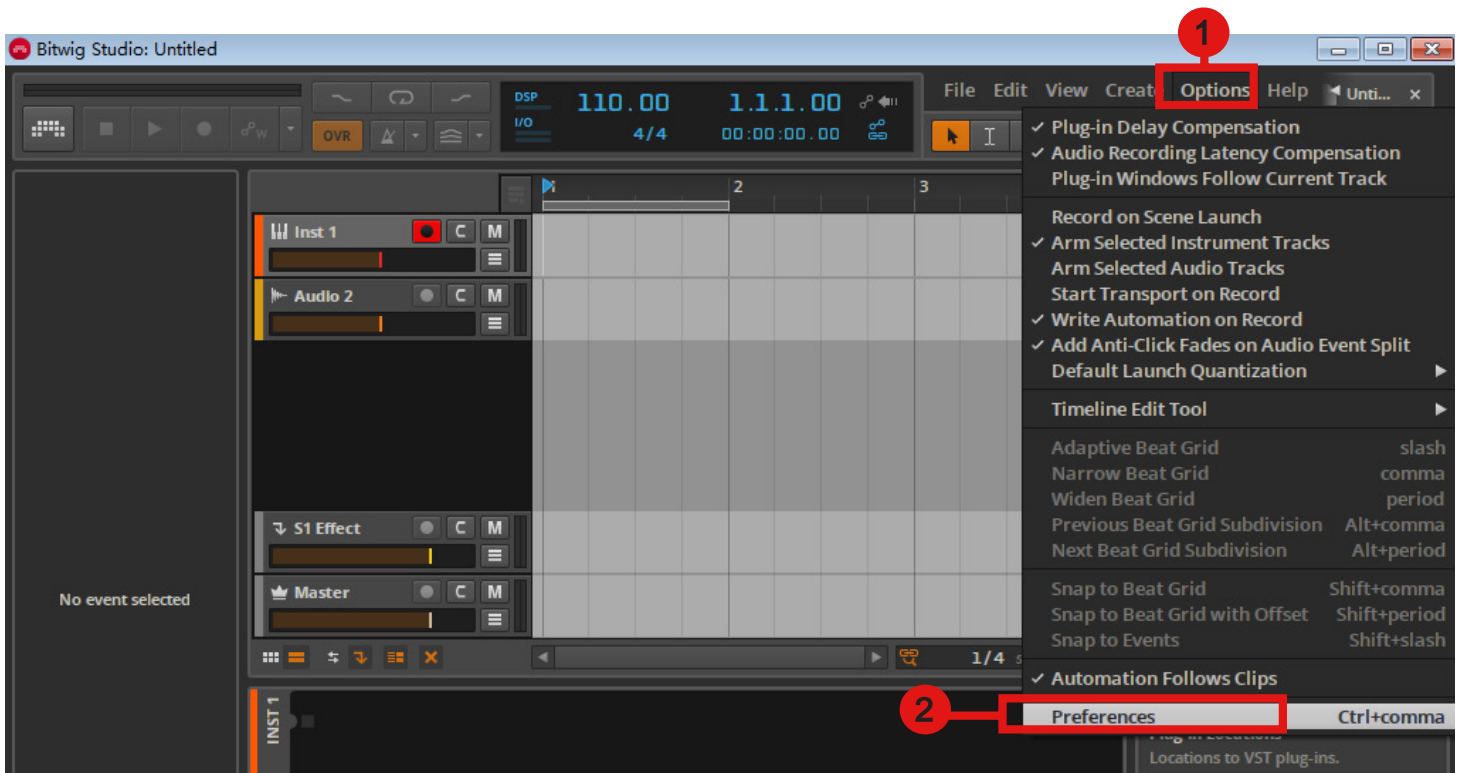 1
Bitwig Studio: Untitled
File Edit View Create Options Help Unti... x
DSP 110.00 1.1.1.00
I/O 4/4 00:00:00.00
W OVR
✓ Plug-in Delay Compensation
✓ Audio Recording Latency Compensation
Plug-in Windows Follow Current Track
Record on Scene Launch
✓ Arm Selected Instrument Tracks
Arm Selected Audio Tracks
Start Transport on Record
✓ Write Automation on Record
✓ Add Anti-Click Fades on Audio Event Split
Default Launch Quantization
Timeline Edit Tool
Adaptive Beat Grid slash
Narrow Beat Grid comma
Widen Beat Grid period
Previous Beat Grid Subdivision Alt+comma
Next Beat Grid Subdivision Alt+period
Snap to Beat Grid Shift+comma
Snap to Beat Grid with Offset Shift+period
Snap to Events Shift+slash
✓ Automation Follows Clips
2
Preferences Ctrl+comma
Plug-in Locations
Locations to VST plug-ins.
2 3
Inst 1 C M
Audio 2 C M
S1 Effect C M
Master C M
No event selected
1/4
INST 1